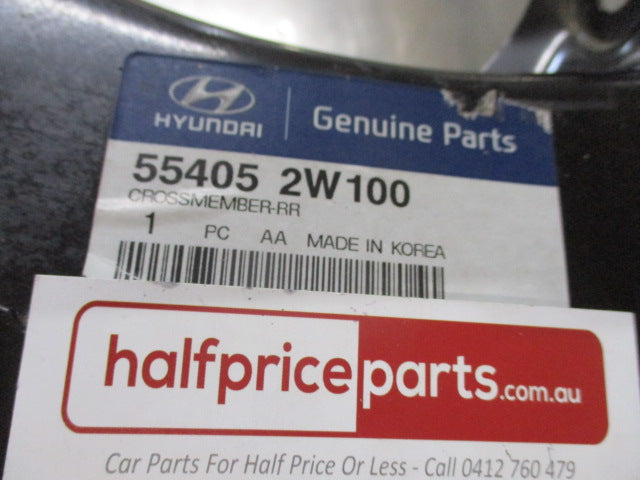 HYUNDAI
Genuine Parts
55405 2W100
CROSSMEMBER-RR
1 PC AA MADE IN KOREA
halfpriceparts.com.au
Car Parts For Half Price Or Less - Call 0412 760 479